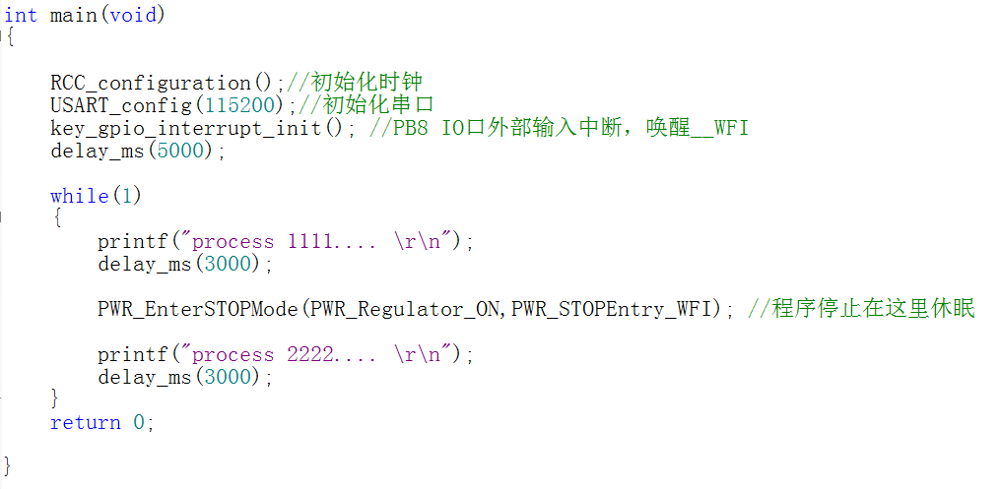 int main(void)
{
RCC_configuration();//初始化时钟
USART_config(115200);//初始化串口
key_gpio_interrupt_init(); //PB8 IO口外部输入中断，唤醒__WFI
delay_ms(5000);
while(1)
{
printf("process 1111.... \r\n");
delay_ms(3000);
PWR_EnterSTOPMode(PWR_Regulator_ON,PWR_STOPEntry_WFI); //程序停止在这里休眠
printf("process 2222.... \r\n");
delay_ms(3000);
}
return 0;
}